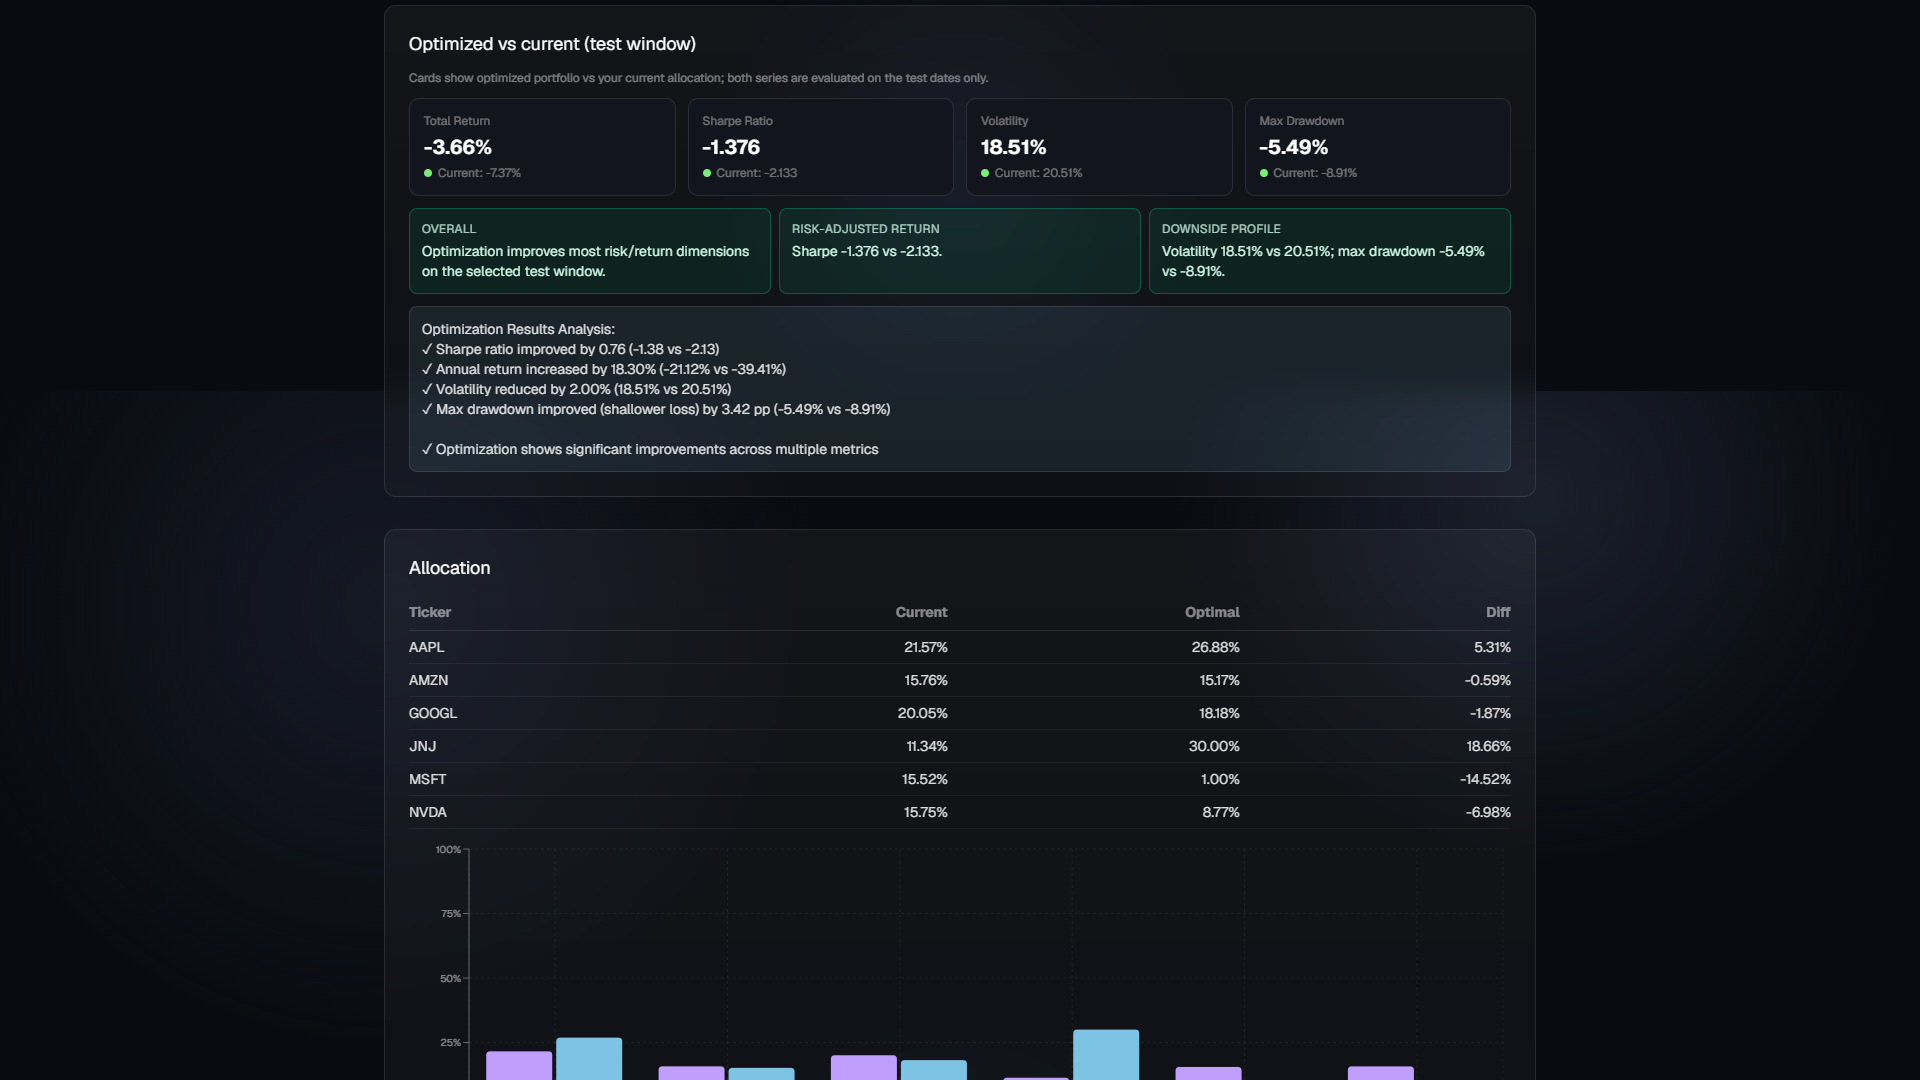 Optimized vs current (test window)
Cards show optimized portfolio vs your current allocation; both series are evaluated on the test dates only.
Total Return
-3.66%
Current: -7.37%
Sharpe Ratio
-1.376
Current: -2.133
Volatility
18.51%
Current: 20.51%
Max Drawdown
-5.49%
Current: -8.91%
OVERALL
Optimization improves most risk/return dimensions
on the selected test window.
RISK-ADJUSTED RETURN
Sharpe -1.376 vs -2.133.
DOWNSIDE PROFILE
Volatility 18.51% vs 20.51%; max drawdown -5.49%
vs -8.91%.
Optimization Results Analysis:
✓ Sharpe ratio improved by 0.76 (-1.38 vs -2.13)
✓ Annual return increased by 18.30% (-21.12% vs -39.41%)
✓ Volatility reduced by 2.00% (18.51% vs 20.51%)
✓ Max drawdown improved (shallower loss) by 3.42 pp (-5.49% vs -8.91%)
✓ Optimization shows significant improvements across multiple metrics
Allocation
Ticker Current Optimal Diff
AAPL 21.57% 26.88% 5.31%
AMZN 15.76% 15.17% -0.59%
GOOGL 20.05% 18.18% -1.87%
JNJ 11.34% 30.00% 18.66%
MSFT 15.52% 1.00% -14.52%
NVDA 15.75% 8.77% -6.98%
100%
75%
50%
25%